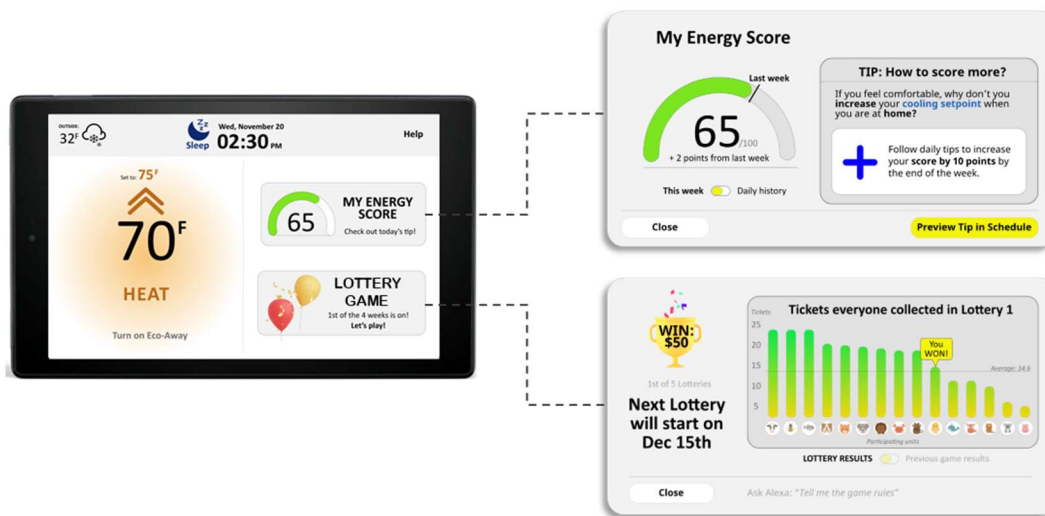 OUTSIDE:
32°F
Z z z
Sleep
Wed, November 20
02:30 PM
Help
Set to: 75F
70F
HEAT
Turn on Eco-Away
65
MY ENERGY
SCORE
Check out today's tip!
LOTTERY
GAME
1st of the 4 weeks is on!
Let's play!
My Energy Score
Last week
65/100
+ 2 points from last week
This week
Daily history
TIP: How to score more?
If you feel comfortable, why don't you
increase your cooling setpoint when
you are at home?
Follow daily tips to increase
your score by 10 points by
the end of the week.
Close
Preview Tip in Schedule
WIN:
$50
1st of 5 Lotteries
Next Lottery
will start on
Dec 15th
Tickets everyone collected in Lottery 1
Tickets
25
20
15
10
5
You
WON!
Average: 14.6
Participating units
LOTTERY RESULTS
Previous game results
Close
Ask Alexa: "Tell me the game rules"